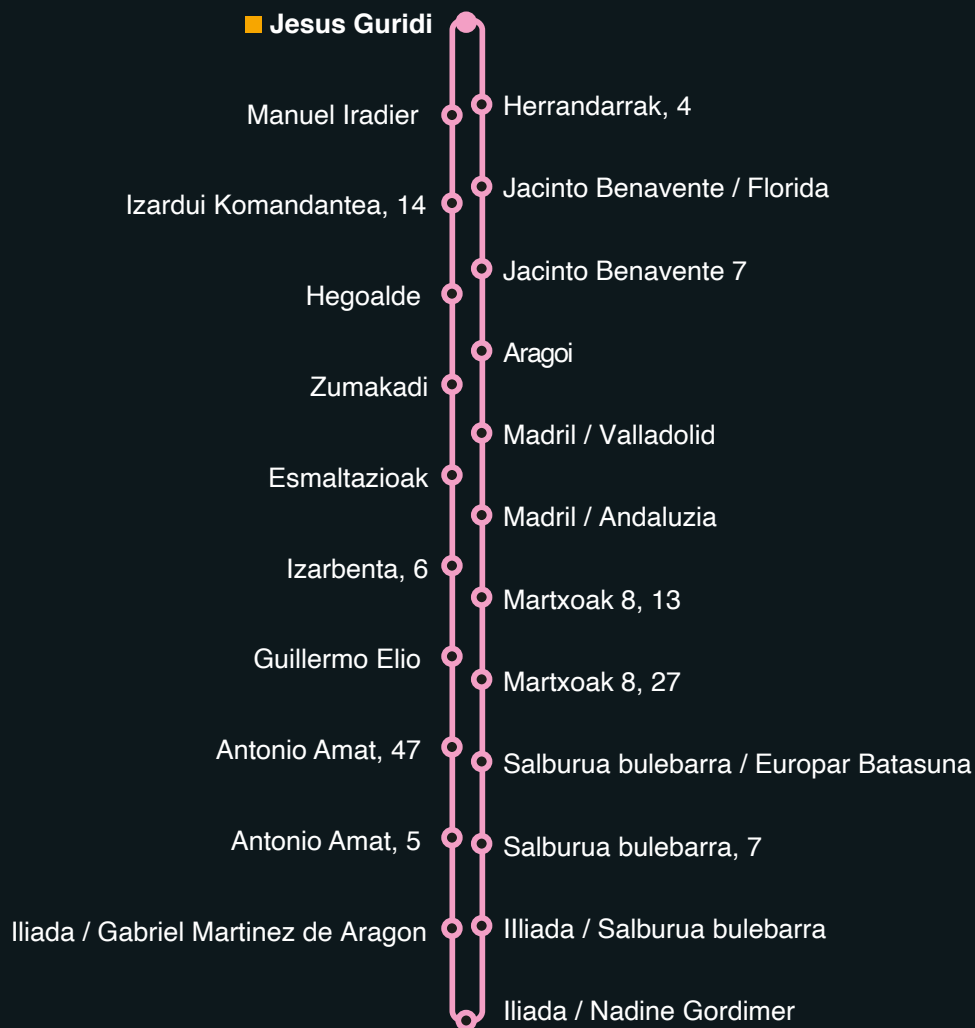 Jesus Guridi
Manuel Iradier
Izardui Komandantea, 14
Hegoalde
Zumakadi
Esmaltazioak
Izarbenta, 6
Guillermo Elio
Antonio Amat, 47
Antonio Amat, 5
Iliada / Gabriel Martinez de Aragon
Herrandarrak, 4
Jacinto Benavente / Florida
Jacinto Benavente 7
Aragoi
Madril / Valladolid
Madril / Andaluzia
Martxoak 8, 13
Martxoak 8, 27
Salburua bulebarra / Europar Batasuna
Salburua bulebarra, 7
Illiada / Salburua bulebarra
Iliada / Nadine Gordimer